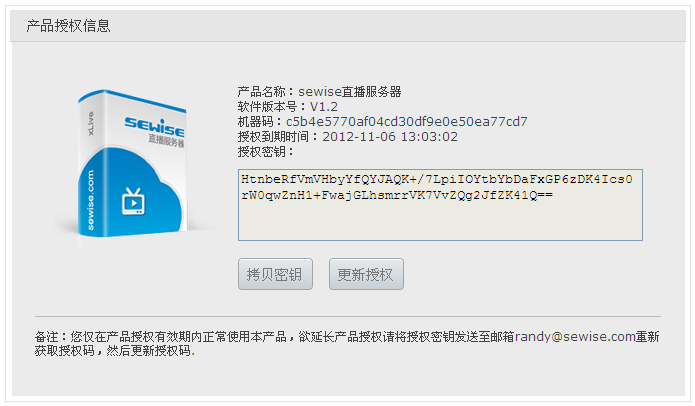 产品授权信息
xLive
SEWISE
直播服务器
sewise.com
产品名称：sewise直播服务器
软件版本号：V1.2
机器码：c5b4e5770af04cd30df9e0e50ea77cd7
授权到期时间：2012-11-06 13:03:02
授权密钥：
HtnbeRfVmVHbyYfQYJAQK+/7LpiIOYtbYbDaFxGP6zDK4Ics0
rW0qwZnH1+FwajGLhsmrrVK7VvZQg2JfZK41Q==
拷贝密钥
更新授权
备注：您仅在产品授权有效期内正常使用本产品，欲延长产品授权请将授权密钥发送至邮箱randy@sewise.com重新
获取授权码，然后更新授权码.